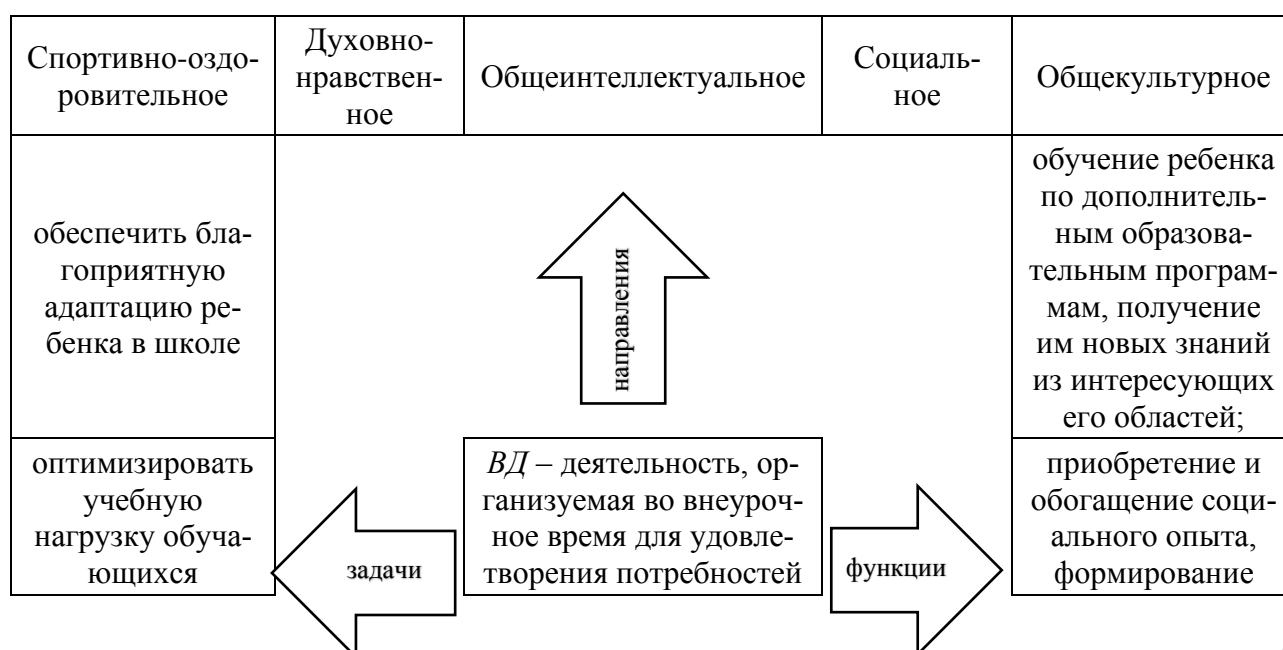 Спортивно-оздо-
ровительное
Духовно-
нравствен-
ное
Общеинтеллектуальное
Социаль-
ное
Общекультурное
обеспечить бла-
гоприятную
адаптацию ре-
бенка в школе
направления
обучение ребенка
по дополнитель-
ным образова-
тельным програм-
мам, получение
им новых знаний
из интересующих
его областей;
оптимизировать
учебную
нагрузку обуча-
ющихся
задачи
ВД – деятельность, ор-
ганизуемая во внеуроч-
ное время для удовле-
творения потребностей
функции
приобретение и
обогащение соци-
ального опыта,
формирование